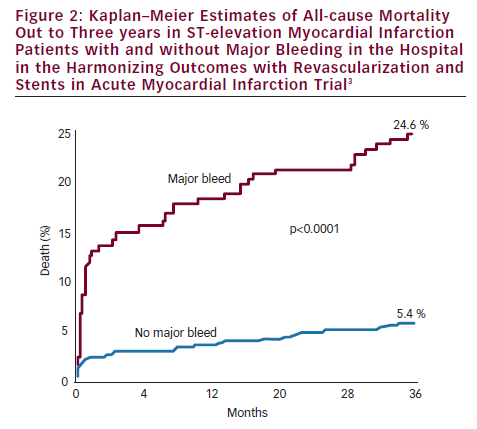 Figure 2: Kaplan–Meier Estimates of All-cause Mortality
Out to Three years in ST-elevation Myocardial Infarction
Patients with and without Major Bleeding in the Hospital
in the Harmonizing Outcomes with Revascularization and
Stents in Acute Myocardial Infarction Trial³
24.6 %
25
Major bleed
20
p<0.0001
15
Death (%)
10
5.4 %
No major bleed
5
0
0 4 12 20 28 36
Months